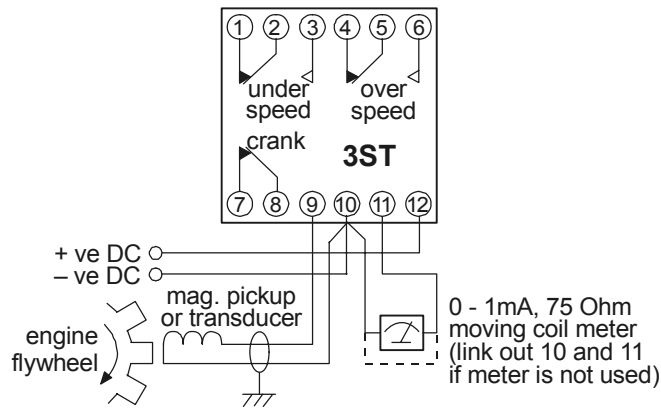 1 2 3 4 5 6
under speed
over speed
crank
3ST
7 8 9 10 11 12
+ ve DC
– ve DC
mag. pickup
or transducer
engine
flywheel
0 - 1mA, 75 Ohm
moving coil meter
(link out 10 and 11
if meter is not used)